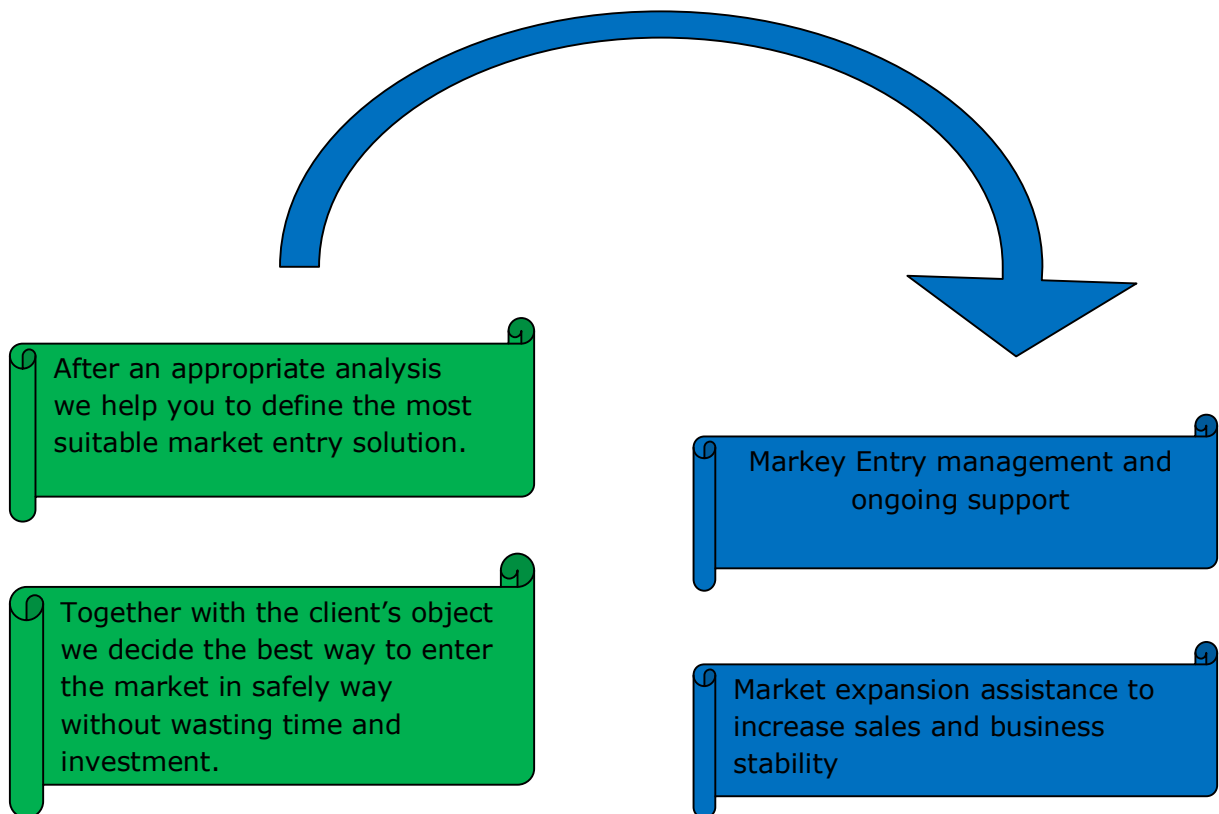 After an appropriate analysis
we help you to define the most
suitable market entry solution.
Together with the client’s object
we decide the best way to enter
the market in safely way
without wasting time and
investment.
Markey Entry management and
ongoing support
Market expansion assistance to
increase sales and business
stability